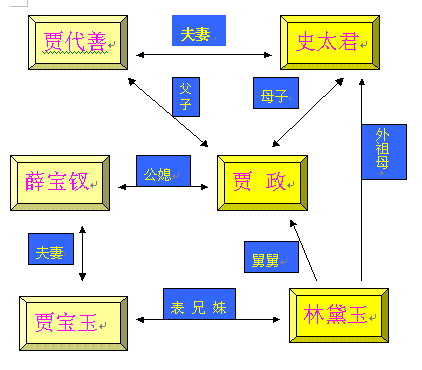 贾代善
夫妻
史太君
父
子
母子
外
祖
母
薛宝钗
公媳
贾 政
夫妻
舅舅
贾宝玉
表 兄 妹
林黛玉